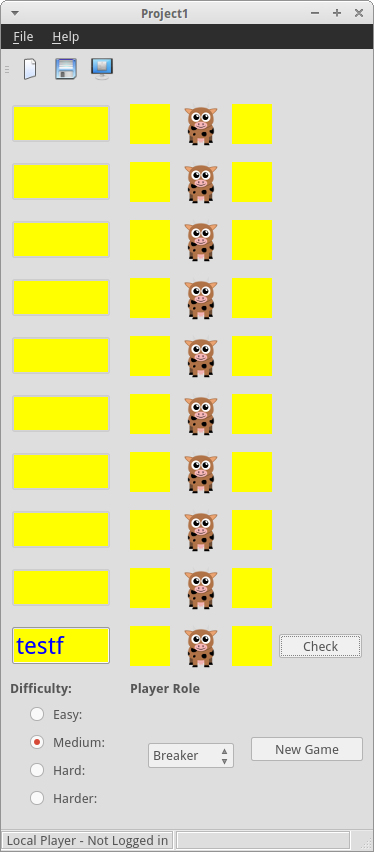 Project1
File Help
testf
Check
Difficulty: Player Role
Easy:
Medium:
Breaker New Game
Hard:
Harder:
Local Player - Not Logged in